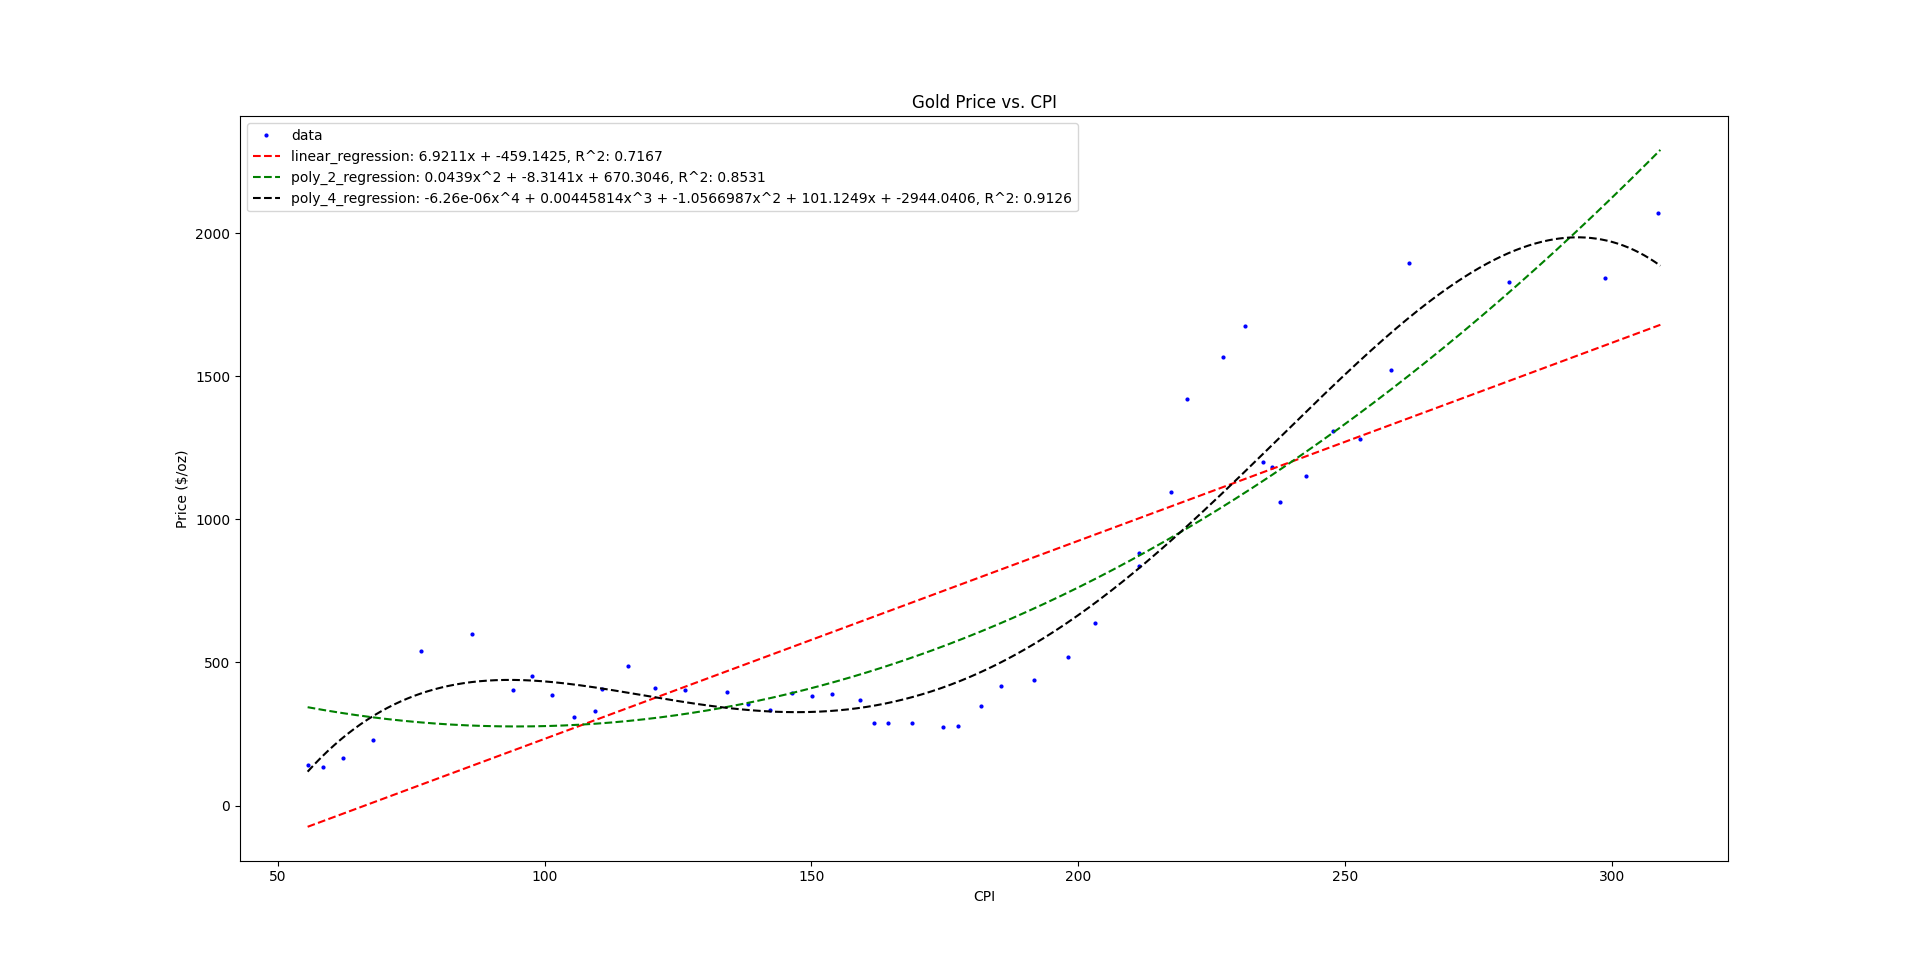 Gold Price vs. CPI
data
linear_regression: 6.9211x + -459.1425, R^2: 0.7167
poly_2_regression: 0.0439x^2 + -8.3141x + 670.3046, R^2: 0.8531
poly_4_regression: -6.26e-06x^4 + 0.00445814x^3 + -1.0566987x^2 + 101.1249x + -2944.0406, R^2: 0.9126
2000
1500
1000
500
0
Price ($/oz)
50 100 150 200 250 300
CPI